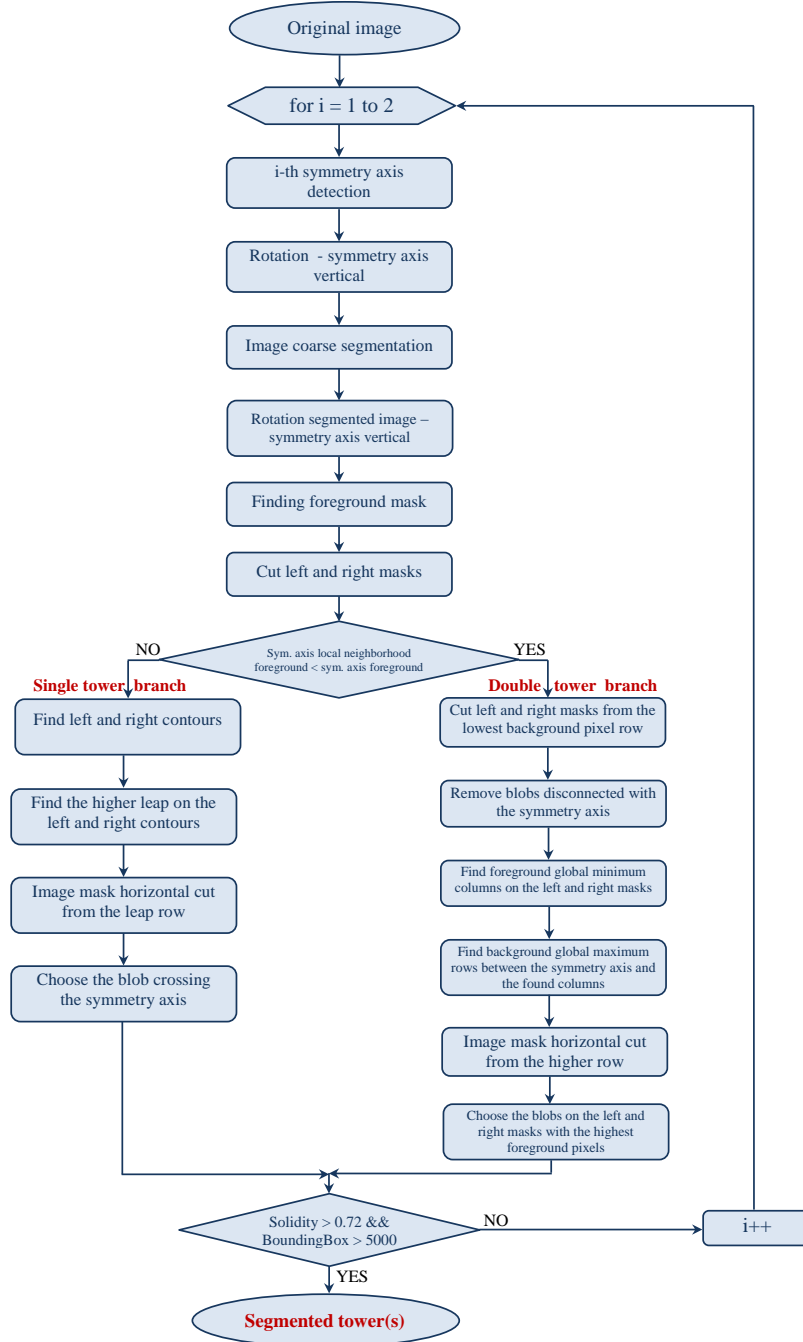 Original image
for i = 1 to 2
i-th symmetry axis
detection
Rotation - symmetry axis
vertical
Image coarse segmentation
Rotation segmented image –
symmetry axis vertical
Finding foreground mask
Cut left and right masks
Sym. axis local neighborhood
foreground < sym. axis foreground
NO
YES
Single tower branch
Find left and right contours
Find the higher leap on the
left and right contours
Image mask horizontal cut
from the leap row
Choose the blob crossing
the symmetry axis
Double tower branch
Cut left and right masks from the
lowest background pixel row
Remove blobs disconnected with
the symmetry axis
Find foreground global minimum
columns on the left and right masks
Find background global maximum
rows between the symmetry axis and
the found columns
Image mask horizontal cut
from the higher row
Choose the blobs on the left and
right masks with the highest
foreground pixels
Solidity > 0.72 &&
BoundingBox > 5000
NO
i++
YES
Segmented tower(s)